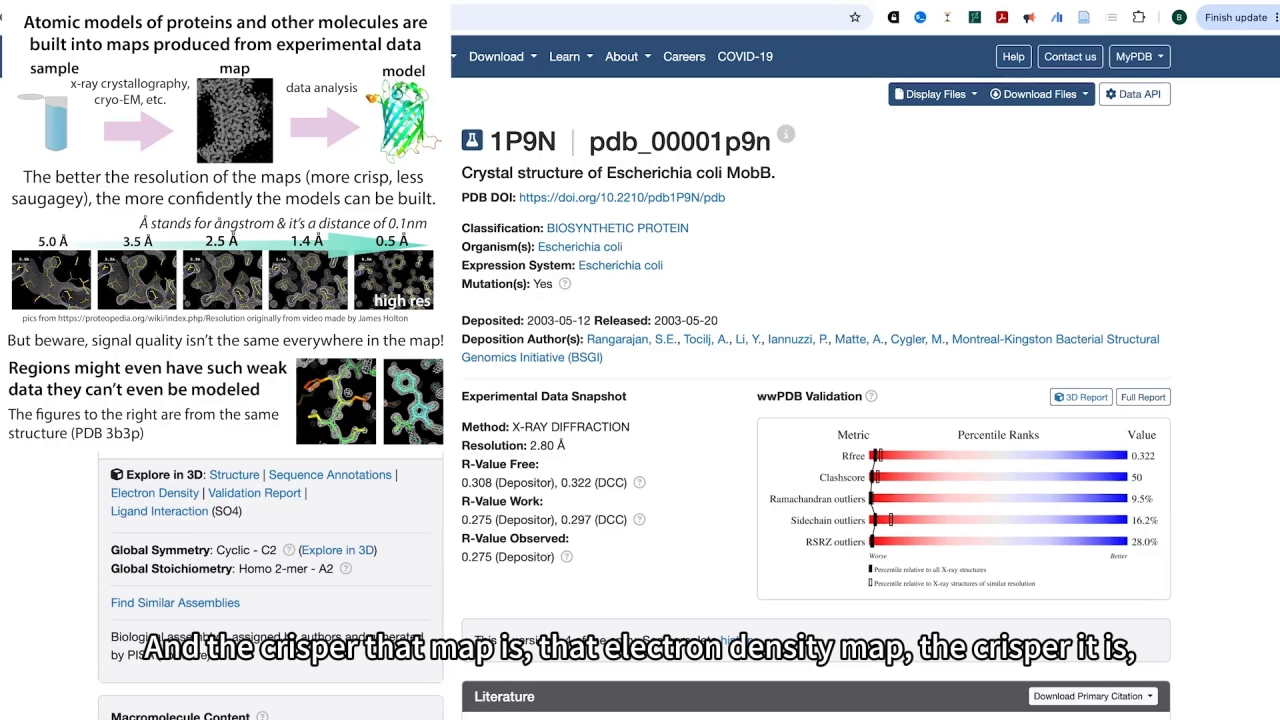 Atomic models of proteins and other molecules are
built into maps produced from experimental data
sample
map
model
x-ray crystallography,
cryo-EM, etc.
data analysis
The better the resolution of the maps (more crisp, less
saugagey), the more confidently the models can be built.
Å stands for ångstrom & it's a distance of 0.1nm
5.0 Å
3.5 Å
2.5 Å
1.4 Å
0.5 Å
high res
pics from https://proteopedia.org/wiki/index.php/Resolution originally from video made by James Holton
But beware, signal quality isn't the same everywhere in the map!
Regions might even have such weak
data they can't even be modeled
The figures to the right are from the same
structure (PDB 3b3p)
Explore in 3D: Structure | Sequence Annotations |
Electron Density | Validation Report |
Ligand Interaction (SO4)
Global Symmetry: Cyclic - C2 (Explore in 3D)
Global Stoichiometry: Homo 2-mer - A2
Find Similar Assemblies
Biological assembly assigned by authors and generated
by PISA
Macromolecule Content
B
Finish update
Download
Learn
About
Careers
COVID-19
Help
Contact us
MyPDB
Display Files
Download Files
Data API
1P9N | pdb_00001p9n
Crystal structure of Escherichia coli MobB.
PDB DOI: https://doi.org/10.2210/pdb1P9N/pdb
Classification: BIOSYNTHETIC PROTEIN
Organism(s): Escherichia coli
Expression System: Escherichia coli
Mutation(s): Yes
Deposited: 2003-05-12 Released: 2003-05-20
Deposition Author(s): Rangarajan, S.E., Tocilj, A., Li, Y., Iannuzzi, P., Matte, A., Cygler, M., Montreal-Kingston Bacterial Structural
Genomics Initiative (BSGI)
Experimental Data Snapshot
Method: X-RAY DIFFRACTION
Resolution: 2.80 Å
R-Value Free:
0.308 (Depositor), 0.322 (DCC)
R-Value Work:
0.275 (Depositor), 0.297 (DCC)
R-Value Observed:
0.275 (Depositor)
wwPDB Validation
3D Report
Full Report
Metric
Percentile Ranks
Value
Rfree
0.322
Clashscore
50
Ramachandran outliers
9.5%
Sidechain outliers
16.2%
RSRZ outliers
28.0%
Worse
Better
Percentile relative to all X-ray structures
Percentile relative to X-ray structures of similar resolution
And the crisper that map is, that electron density map, the crisper it is,
Literature
Download Primary Citation